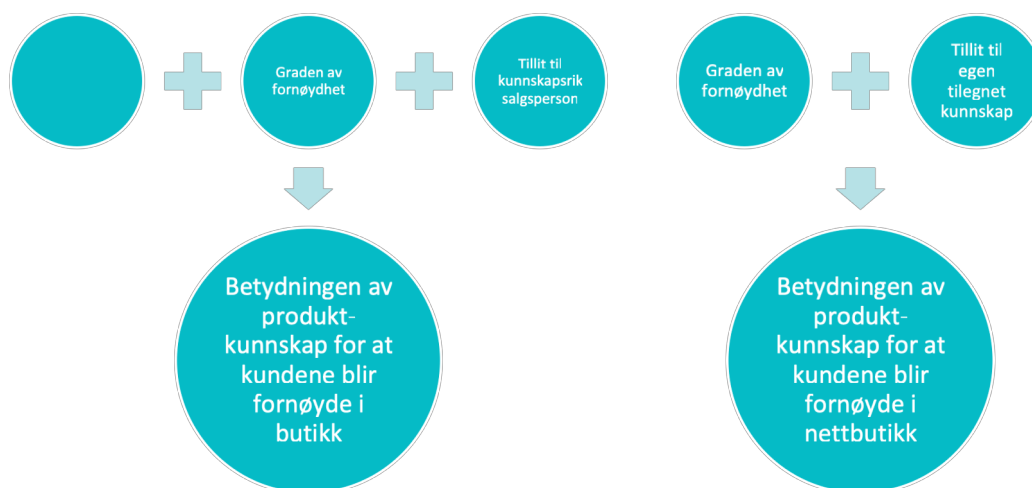 Graden av
fornøydhet
Tillit til
kunnskapsrik
salgsperson
Graden av
fornøydhet
Tillit til
egen
tilegnet
kunnskap
Betydningen av
produkt-
kunnskap for at
kundene blir
fornøyde i
butikk
Betydningen av
produkt-
kunnskap for at
kundene blir
fornøyde i
nettbutikk